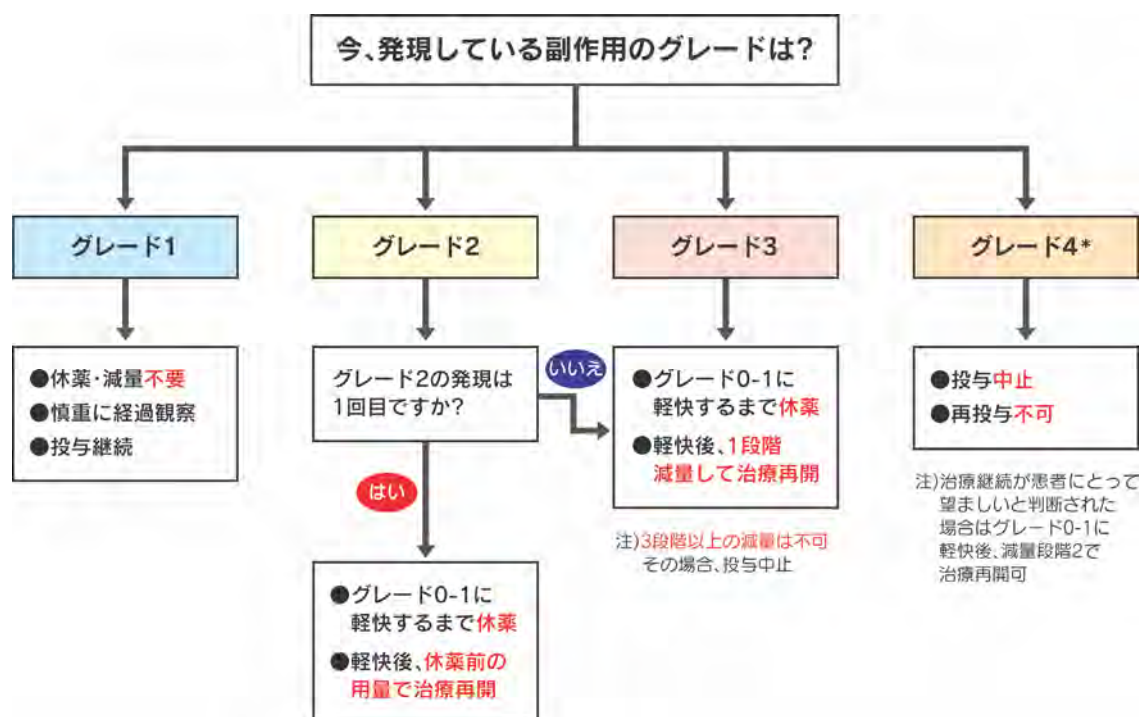 今、発現している副作用のグレードは?
グレード1
グレード2
グレード3
グレード4*
●休薬・減量不要
●慎重に経過観察
●投与継続
グレード2の発現は
1回目ですか?
いいえ
はい
●グレード0-1に
軽快するまで休薬
●軽快後、休薬前の
用量で治療再開
●グレード0-1に
軽快するまで休薬
●軽快後、1段階
減量して治療再開
注)3段階以上の減量は不可
その場合、投与中止
●投与中止
●再投与不可
注)治療継続が患者にとって
望ましいと判断された
場合はグレード0-1に
軽快後、減量段階2で
治療再開可